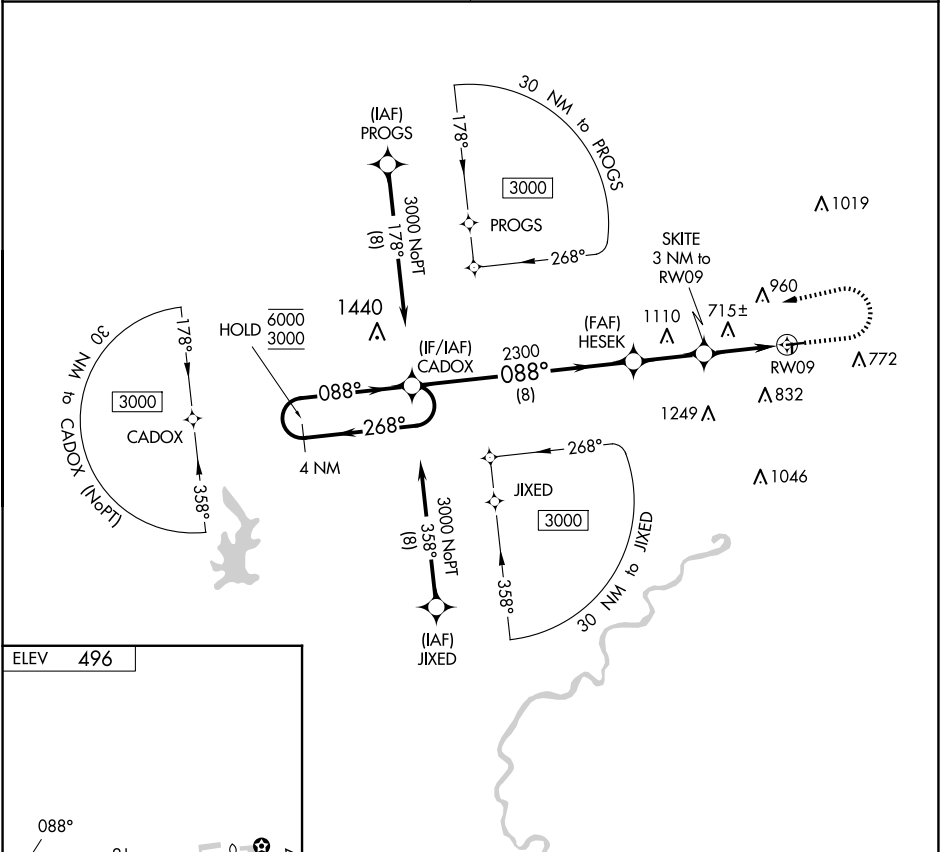 (IAF)
PROGS
3000 NoPT
178°
(8)
30 NM to PROGS
178°
3000
PROGS
268°
1019
SKITE
3 NM to
RW09
960
715±
1110
(FAF)
HESEK
RW09
772
832
1249
1046
1440
HOLD
6000
3000
(IF/IAF)
CADOX
2300
088°
(8)
088°
268°
4 NM
30 NM to CADOX (NoPT)
178°
3000
CADOX
358°
3000 NoPT
358°
(8)
(IAF)
JIXED
268°
JIXED
3000
358°
30 NM to JIXED
ELEV 496
088°